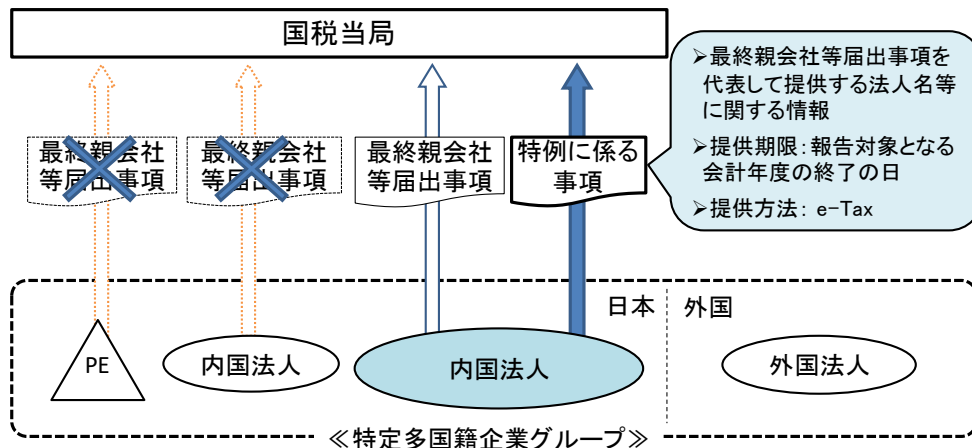 国税当局
➢最終親会社等届出事項を
代表して提供する法人名等
に関する情報
➢提供期限：報告対象となる
会計年度の終了の日
➢提供方法： e-Tax
最終親会社
等届出事項
最終親会社
等届出事項
最終親会社
等届出事項
特例に係る
事項
日本
外国
PE
内国法人
内国法人
外国法人
≪特定多国籍企業グループ≫